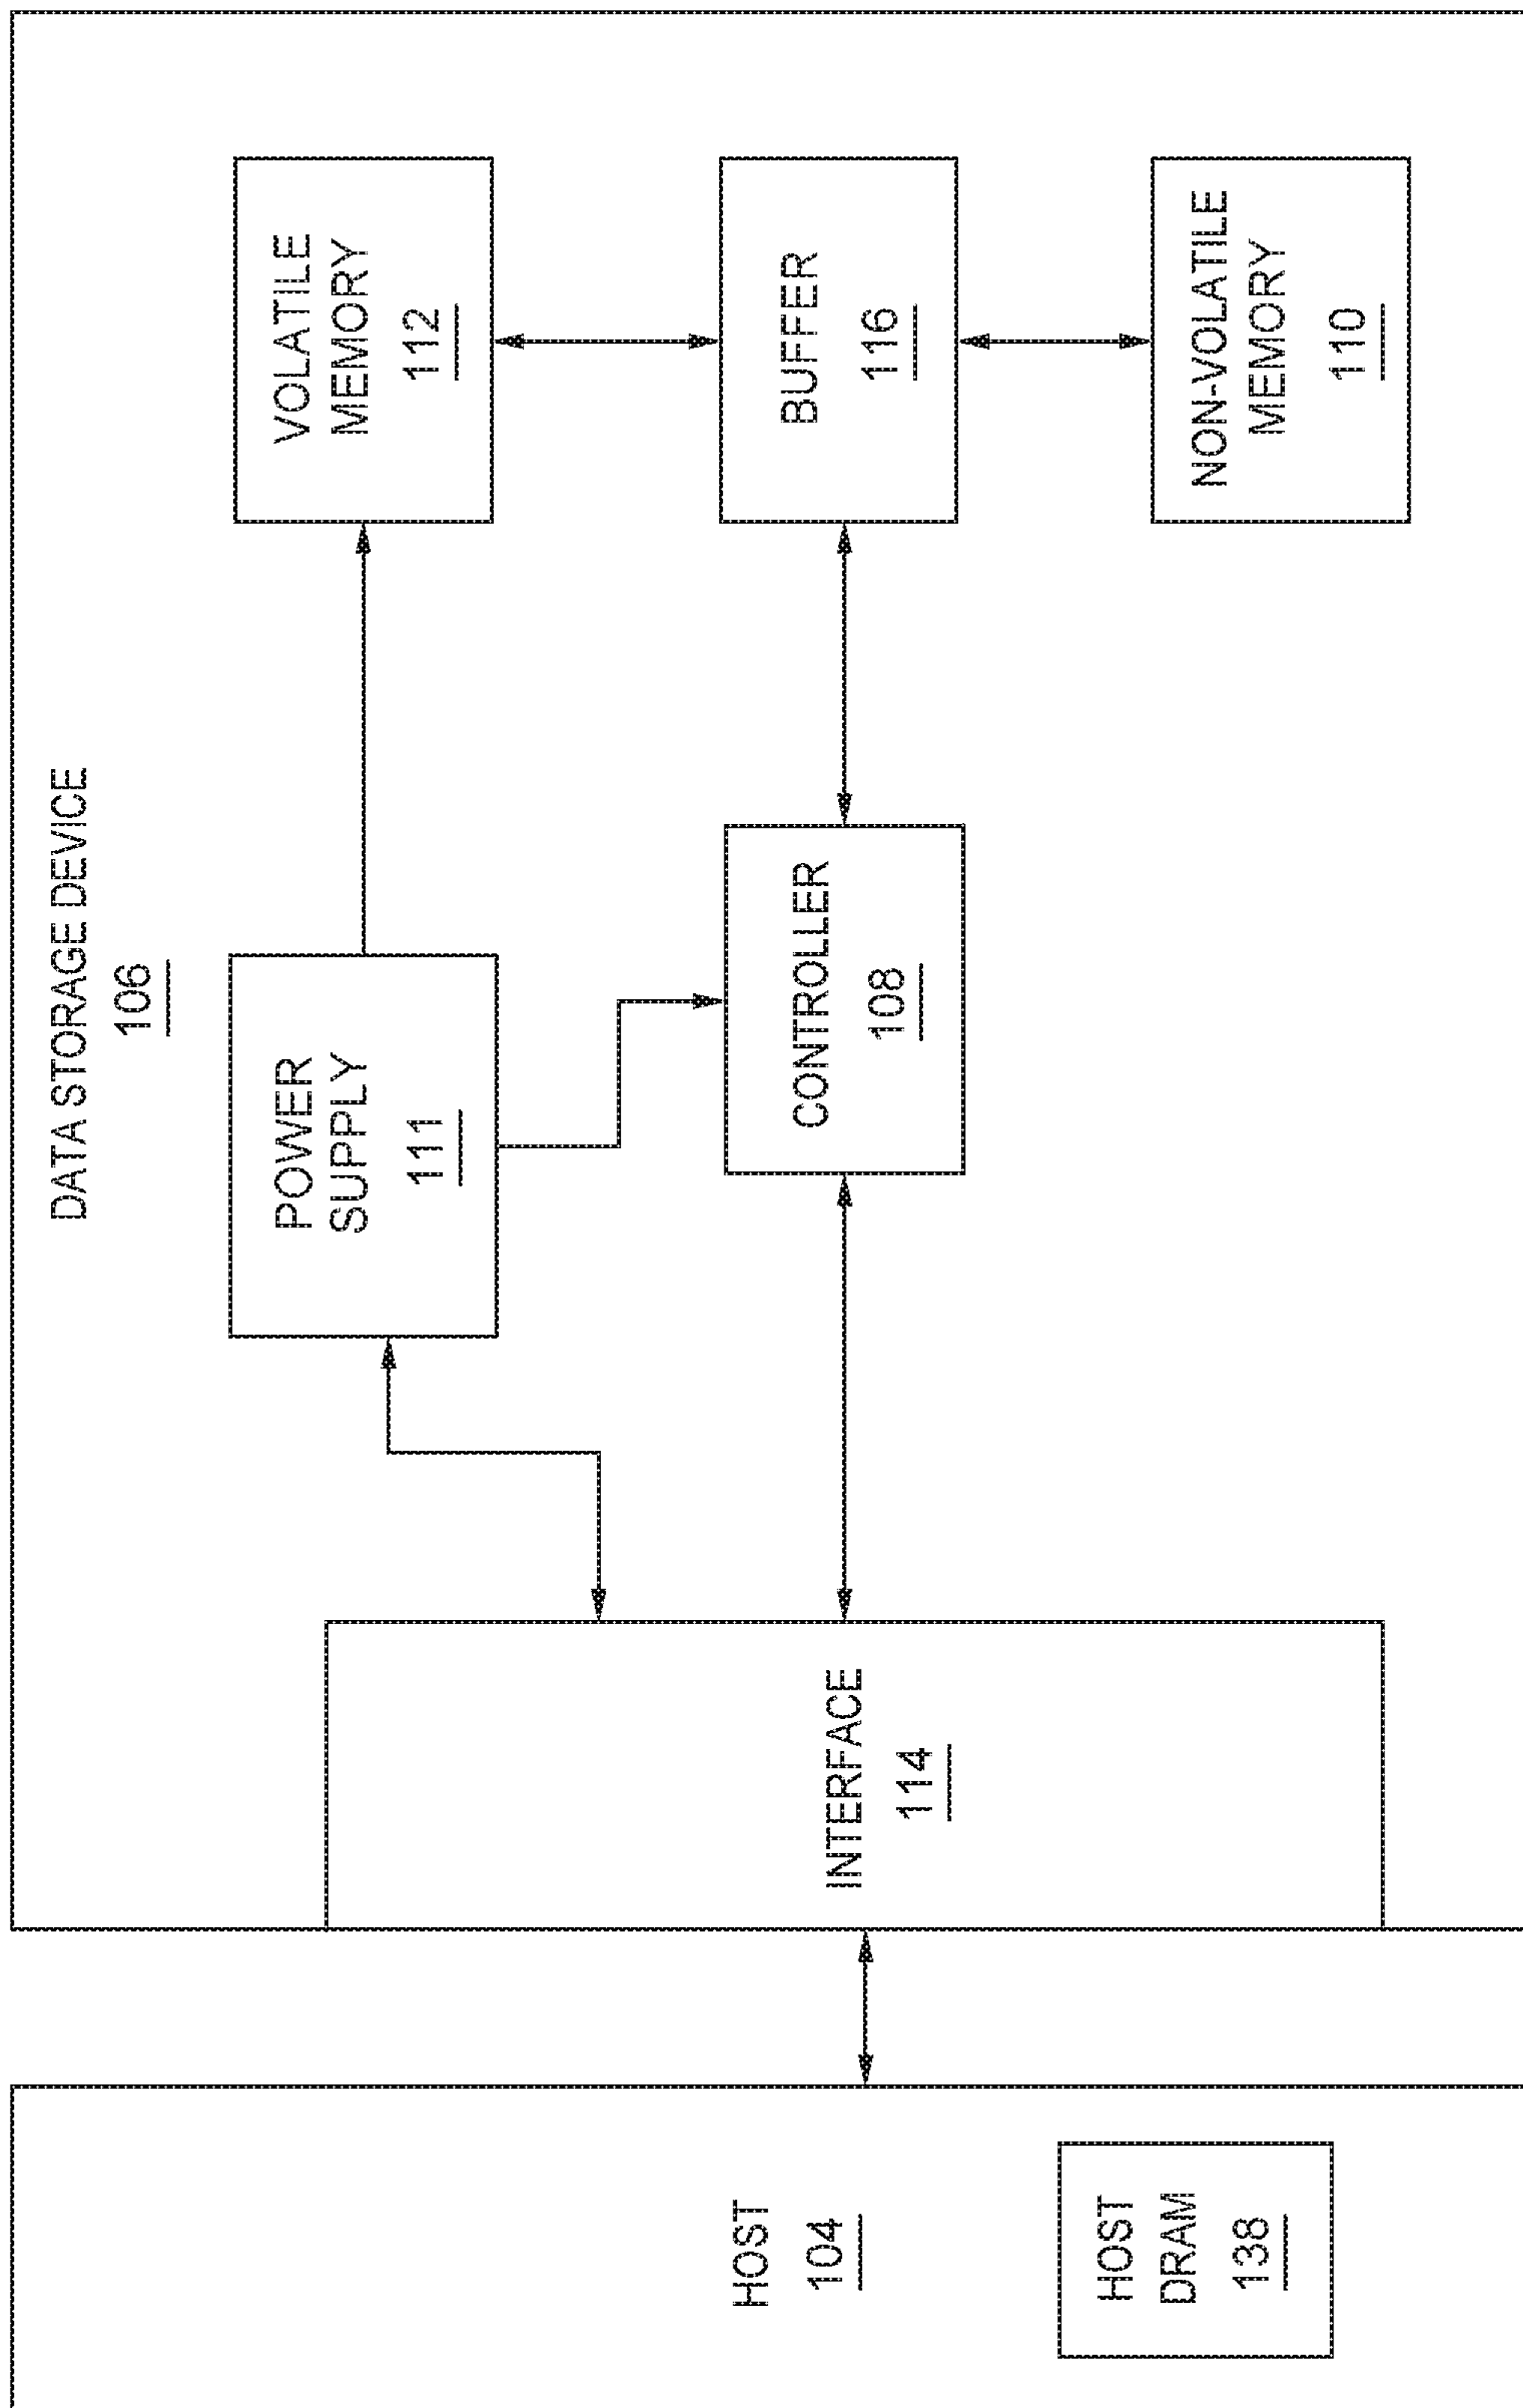 DATA STORAGE DEVICE
106
HOST
104
HOST
DRAM
138
INTERFACE
114
POWER
SUPPLY
111
CONTROLLER
108
VOLATILE
MEMORY
112
BUFFER
116
NON-VOLATILE
MEMORY
110